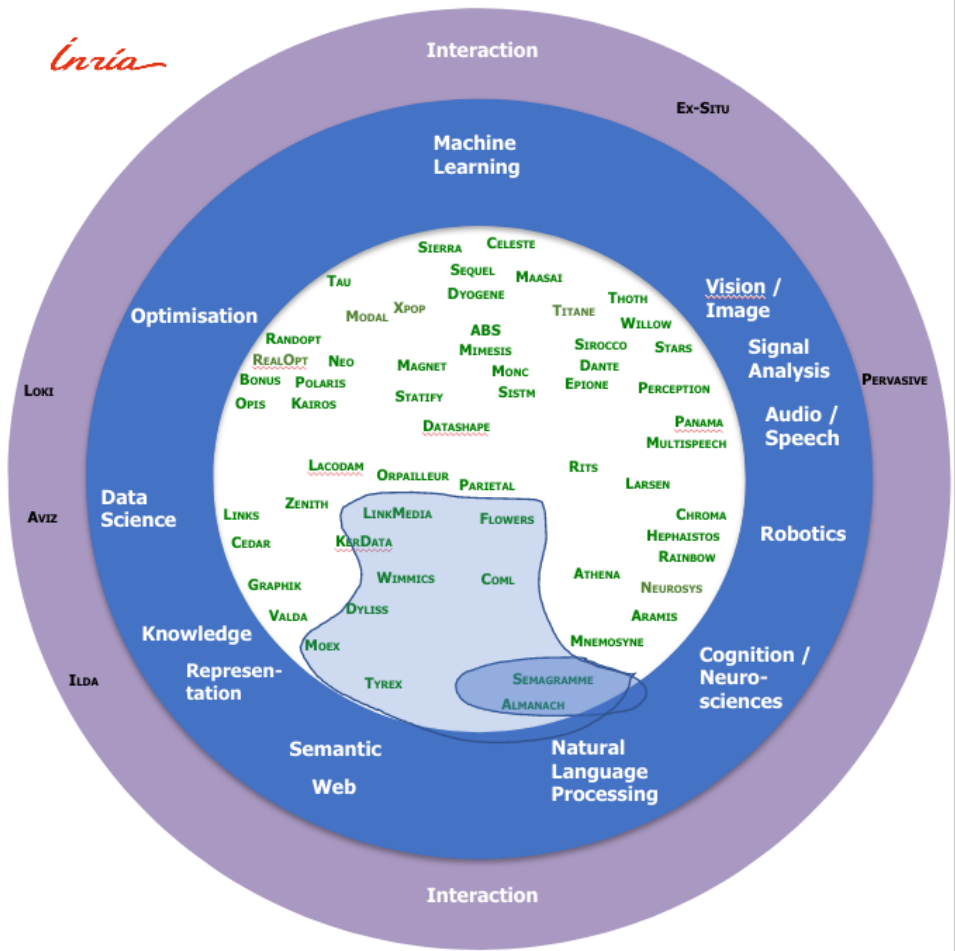 Inria
Interaction
Ex-Situ
Machine
Learning
Sierra
Celeste
Sequel
Maasai
Tau
Dyogene
Thoth
Vision /
Image
Modal
Xpop
Titane
Willow
Optimisation
Randopt
ABS
Mimesis
Sirocco
Stars
Signal
Analysis
RealOpt
Neo
Magnet
Monc
Dante
Bonus
Polaris
Epione
Perception
Pervasive
Loki
Opis
Kairos
Statify
Sistm
Datashape
Panama
Multispeech
Audio /
Speech
Lacodam
Orpailleur
Parietal
Rits
Larsen
Data
Science
Aviz
Zenith
Links
LinkMedia
Flowers
Chroma
Cedar
KerData
Hephaistos
Rainbow
Robotics
Graphik
Wimmics
Coml
Athena
Neurosys
Valda
Dyliss
Aramis
Knowledge
Represen-
tation
Moex
Mnemosyne
Cognition /
Neuro-
sciences
Ilda
Tyrex
Semagramme
Almanach
Semantic
Web
Natural
Language
Processing
Interaction